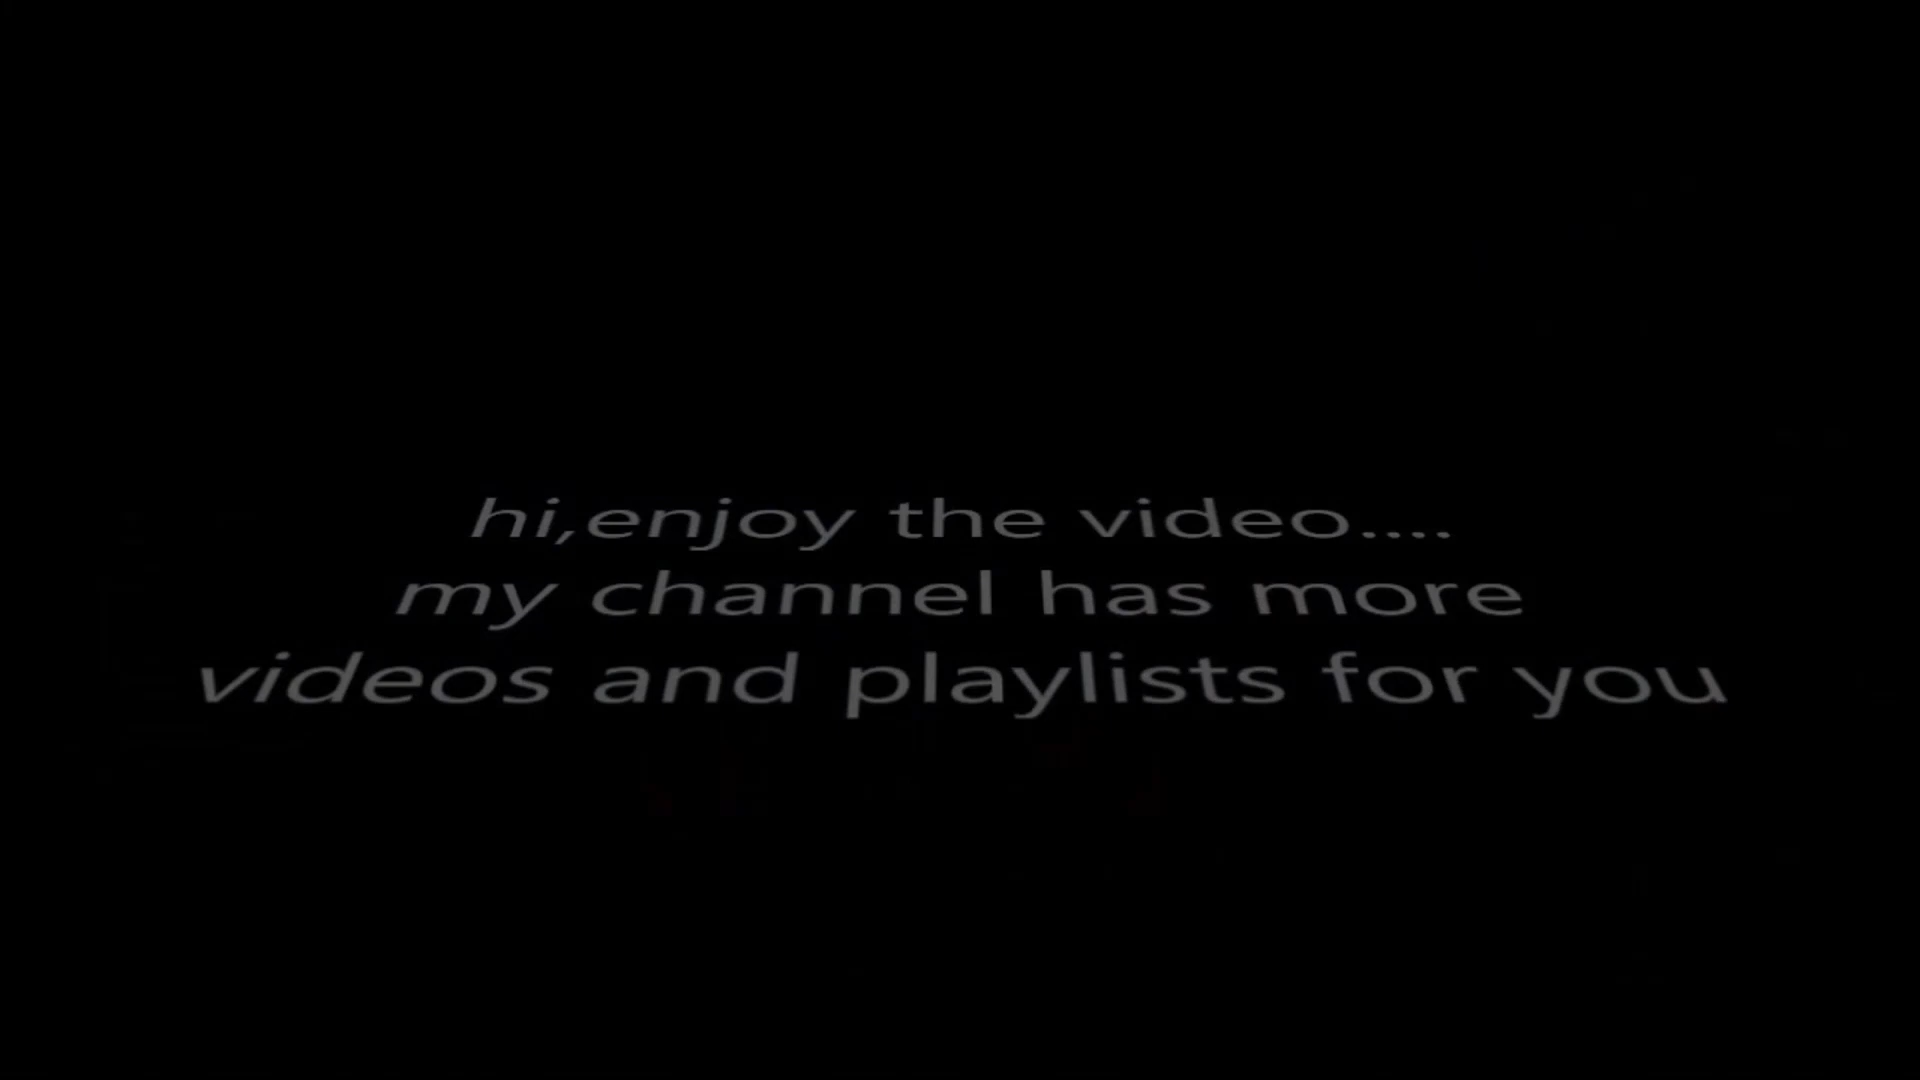 hi,enjoy the video....
my channel has more
videos and playlists for you